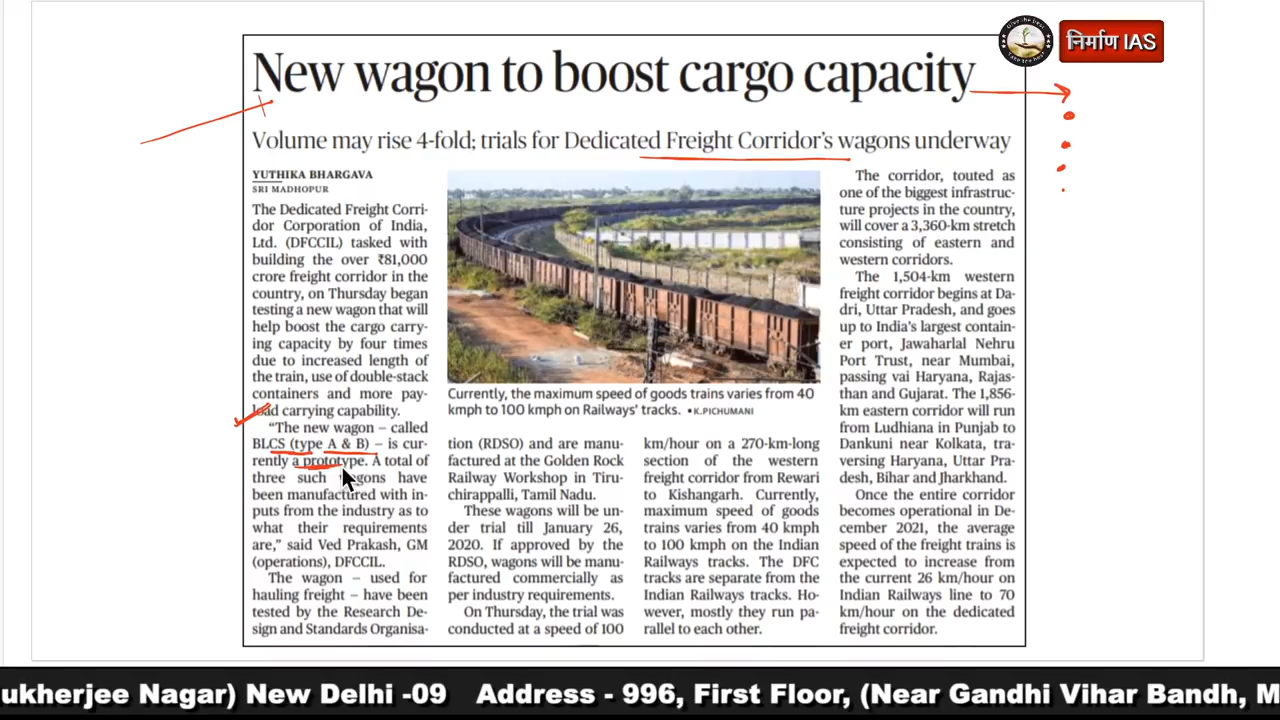 Give the best
Take the best
निर्माण IAS
New wagon to boost cargo capacity
Volume may rise 4-fold; trials for Dedicated Freight Corridor's wagons underway
YUTHIKA BHARGAVA
SRI MADHOPUR
The Dedicated Freight Corri-
dor Corporation of India,
Ltd. (DFCCIL) tasked with
building the over ₹81,000
crore freight corridor in the
country, on Thursday began
testing a new wagon that will
help boost the cargo carry-
ing capacity by four times
due to increased length of
the train, use of double-stack
containers and more pay-
load carrying capability.
“The new wagon – called
BLCS (type A & B) – is cur-
rently a prototype. A total of
three such wagons have
been manufactured with in-
puts from the industry as to
what their requirements
are,” said Ved Prakash, GM
(operations), DFCCIL.
The wagon – used for
hauling freight – have been
tested by the Research De-
sign and Standards Organisa-
Currently, the maximum speed of goods trains varies from 40
kmph to 100 kmph on Railways' tracks. •K.PICHUMANI
tion (RDSO) and are manu-
factured at the Golden Rock
Railway Workshop in Tiru-
chirappalli, Tamil Nadu.
These wagons will be un-
der trial till January 26,
2020. If approved by the
RDSO, wagons will be manu-
factured commercially as
per industry requirements.
On Thursday, the trial was
conducted at a speed of 100
km/hour on a 270-km-long
section of the western
freight corridor from Rewari
to Kishangarh. Currently,
maximum speed of goods
trains varies from 40 kmph
to 100 kmph on the Indian
Railways tracks. The DFC
tracks are separate from the
Indian Railways tracks. Ho-
wever, mostly they run pa-
rallel to each other.
The corridor, touted as
one of the biggest infrastruc-
ture projects in the country,
will cover a 3,360-km stretch
consisting of eastern and
western corridors.
The 1,504-km western
freight corridor begins at Da-
dri, Uttar Pradesh, and goes
up to India's largest contain-
er port, Jawaharlal Nehru
Port Trust, near Mumbai,
passing vai Haryana, Rajas-
than and Gujarat. The 1,856-
km eastern corridor will run
from Ludhiana in Punjab to
Dankuni near Kolkata, tra-
versing Haryana, Uttar Pra-
desh, Bihar and Jharkhand.
Once the entire corridor
becomes operational in De-
cember 2021, the average
speed of the freight trains is
expected to increase from
the current 26 km/hour on
Indian Railways line to 70
km/hour on the dedicated
freight corridor.
ukherjee Nagar) New Delhi -09 Address - 996, First Floor, (Near Gandhi Vihar Bandh, M